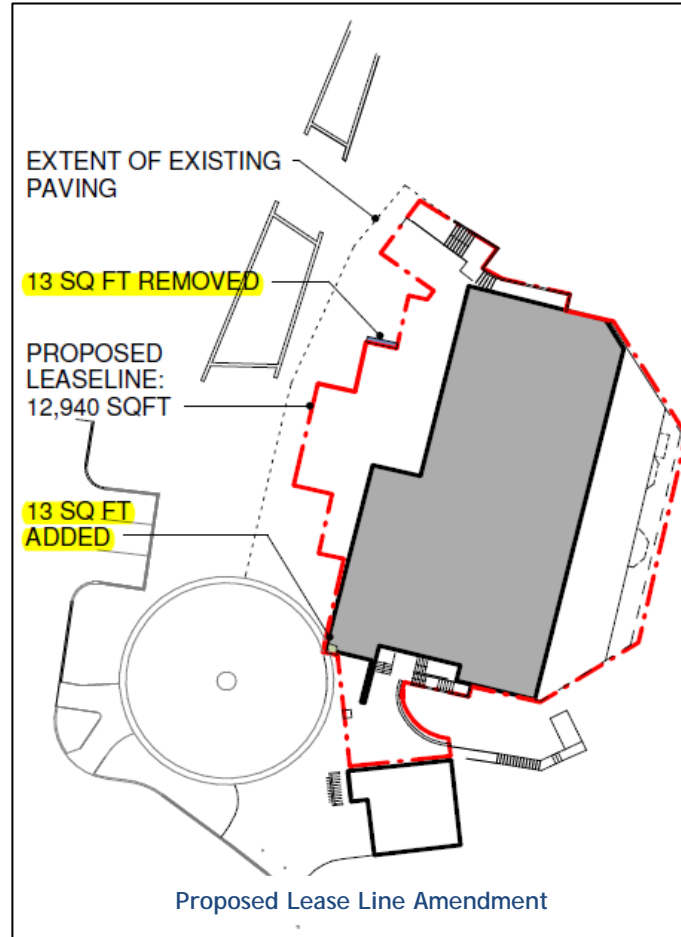 EXTENT OF EXISTING
PAVING
13 SQ FT REMOVED
PROPOSED
LEASELINE:
12,940 SQFT
13 SQ FT
ADDED
Proposed Lease Line Amendment